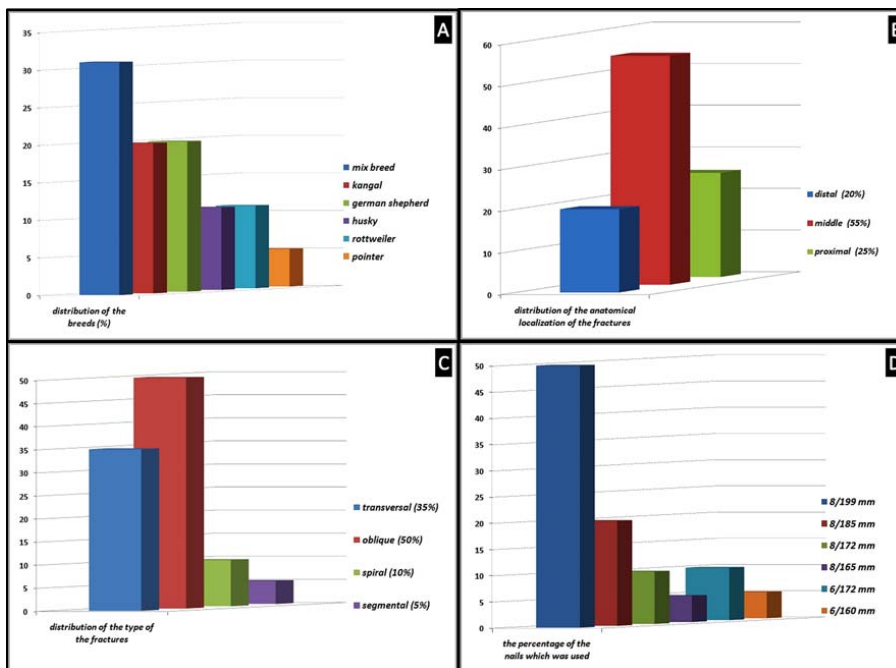 A
35
30
25
20
15
10
5
0
mix breed
kangal
german shepherd
husky
rottweiler
pointer
distribution of the
breeds (%)
B
60
50
40
30
20
10
0
distal (20%)
middle (55%)
proximal (25%)
distribution of the anatomical
localization of the fractures
C
50
45
40
35
30
25
20
15
10
5
0
transversal (35%)
oblique (50%)
spiral (10%)
segmental (5%)
distribution of the type of
the fractures
D
50
45
40
35
30
25
20
15
10
5
0
8/199 mm
8/185 mm
8/172 mm
8/165 mm
6/172 mm
6/160 mm
the percentage of the
nails which was used